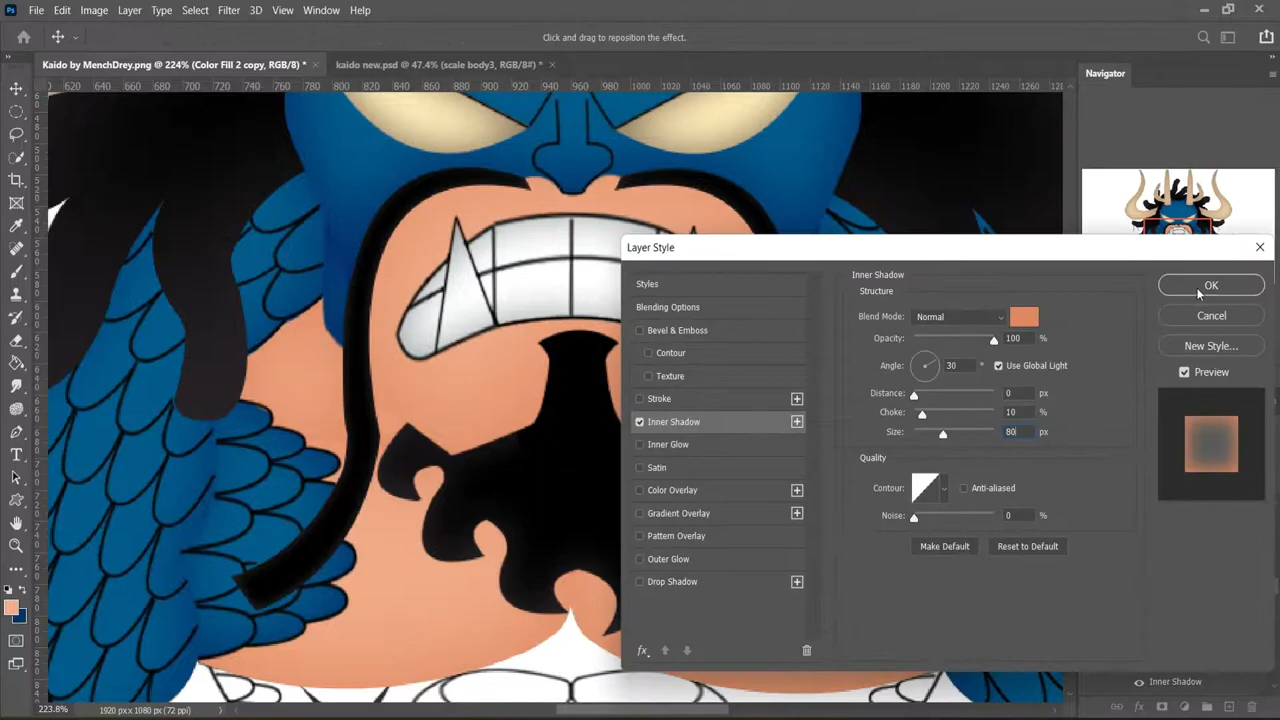 Ps File Edit Image Layer Type Select Filter 3D View Window Help
Click and drag to reposition the effect.
Kaido by MenchDrey.png @ 224% (Color Fill 2 copy, RGB/8) * × kaido new.psd @ 47.4% (scale body3, RGB/8#) * ×
Navigator
620 640 660 680 700 720 740 760 780 800 820 840 860 880 900 920 940 960 980 1000 1020 1040 1060 1080 1100 1120 1140 1160 1180 1200 1220 1240 1260 1280
Layer Style
Inner Shadow
Structure
Styles
Blending Options
Bevel & Emboss
Contour
Texture
Stroke
Inner Shadow
Inner Glow
Satin
Color Overlay
Gradient Overlay
Pattern Overlay
Outer Glow
Drop Shadow
fx
Blend Mode: Normal
Opacity: 100 %
Angle: 30 ° Use Global Light
Distance: 0 px
Choke: 10 %
Size: 80 px
Quality
Contour: Anti-aliased
Noise: 0 %
Make Default Reset to Default
OK
Cancel
New Style...
Preview
Inner Shadow
223.8% 1920 px x 1080 px (72 ppi)
fx